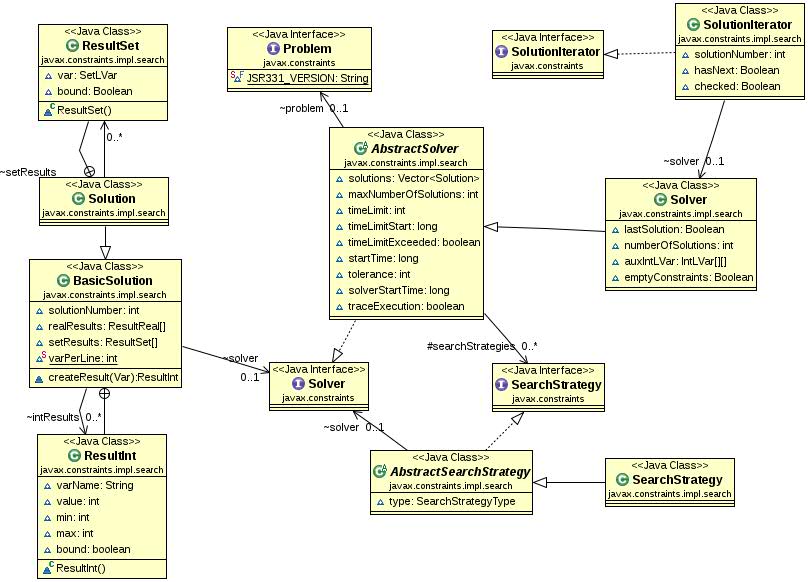 <<Java Class>>
ResultSet
javax.constraints.impl.search
var: SetLVar
bound: Boolean
ResultSet()
<<Java Interface>>
Problem
javax.constraints
JSR331_VERSION: String
<<Java Interface>>
SolutionIterator
javax.constraints
<<Java Class>>
SolutionIterator
javax.constraints.impl.search
solutionNumber: int
hasNext: Boolean
checked: Boolean
~problem 0..1
0..*
~setResults
~solver 0..1
<<Java Class>>
AbstractSolver
javax.constraints.impl.search
solutions: Vector<Solution>
maxNumberOfSolutions: int
timeLimit: int
timeLimitStart: long
timeLimitExceeded: boolean
startTime: long
tolerance: int
solverStartTime: long
traceExecution: boolean
<<Java Class>>
Solution
javax.constraints.impl.search
<<Java Class>>
Solver
javax.constraints.impl.search
lastSolution: Boolean
numberOfSolutions: int
auxIntLVar: IntLVar[][]
emptyConstraints: Boolean
<<Java Class>>
BasicSolution
javax.constraints.impl.search
solutionNumber: int
realResults: ResultReal[]
setResults: ResultSet[]
varPerLine: int
createResult(Var):ResultInt
~solver
0..1
#searchStrategies 0..*
<<Java Interface>>
Solver
javax.constraints
<<Java Interface>>
SearchStrategy
javax.constraints
~intResults 0..*
~solver 0..1
<<Java Class>>
ResultInt
javax.constraints.impl.search
varName: String
value: int
min: int
max: int
bound: boolean
ResultInt()
<<Java Class>>
AbstractSearchStrategy
javax.constraints.impl.search
type: SearchStrategyType
<<Java Class>>
SearchStrategy
javax.constraints.impl.search